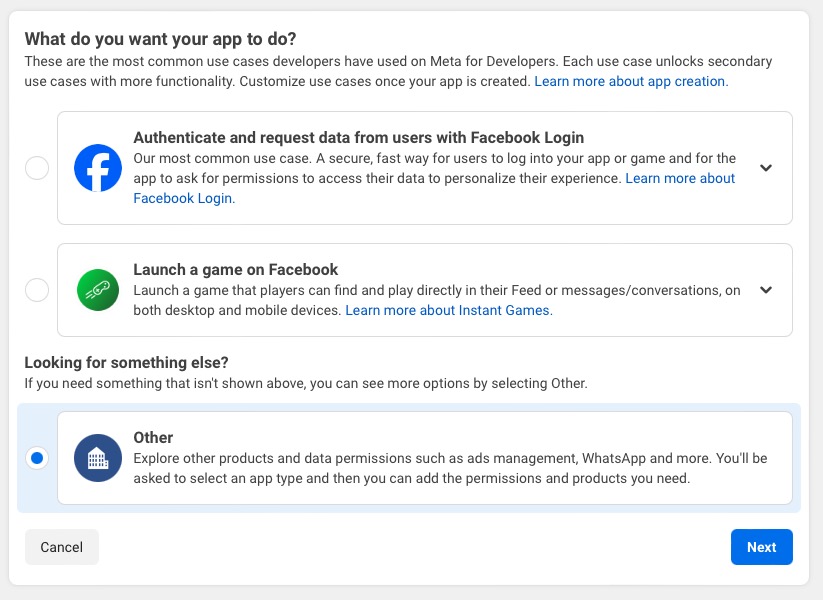 What do you want your app to do?
These are the most common use cases developers have used on Meta for Developers. Each use case unlocks secondary
use cases with more functionality. Customize use cases once your app is created. Learn more about app creation.
Authenticate and request data from users with Facebook Login
Our most common use case. A secure, fast way for users to log into your app or game and for the
app to ask for permissions to access their data to personalize their experience. Learn more about
Facebook Login.
Launch a game on Facebook
Launch a game that players can find and play directly in their Feed or messages/conversations, on
both desktop and mobile devices. Learn more about Instant Games.
Looking for something else?
If you need something that isn't shown above, you can see more options by selecting Other.
Other
Explore other products and data permissions such as ads management, WhatsApp and more. You'll be
asked to select an app type and then you can add the permissions and products you need.
Cancel
Next